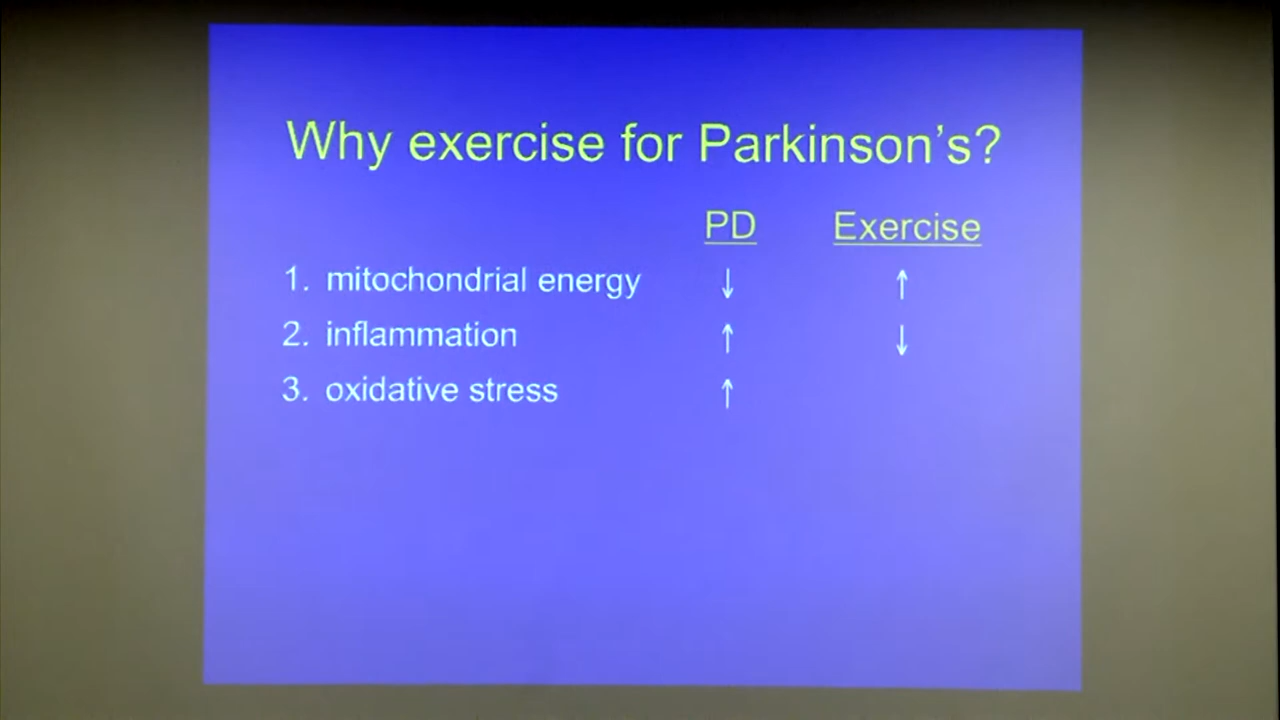 Why exercise for Parkinson's?
PD Exercise
1. mitochondrial energy ↓ ↑
2. inflammation ↑ ↓
3. oxidative stress ↑